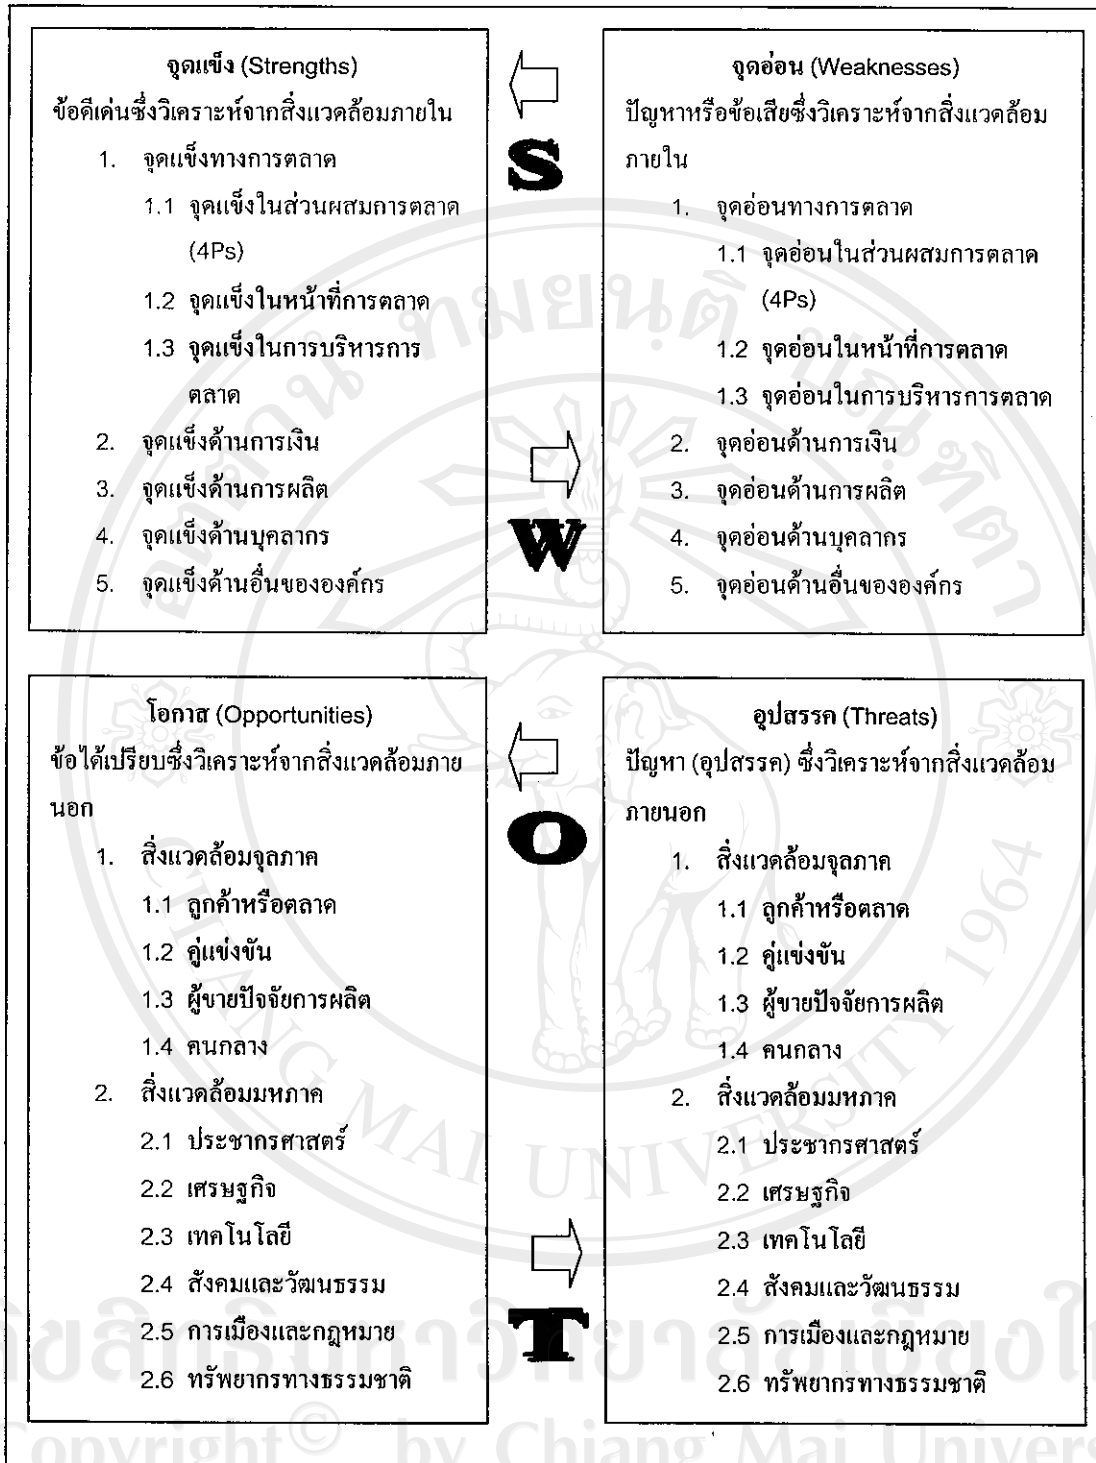 จุดแข็ง (Strengths)
ข้อดีเด่นซึ่งวิเคราะห์จากสิ่งแวดล้อมภายใน
1. จุดแข็งทางการตลาด
1.1 จุดแข็งในส่วนผสมการตลาด
(4Ps)
1.2 จุดแข็งในหน้าที่การตลาด
1.3 จุดแข็งในการบริหารการ
ตลาด
2. จุดแข็งด้านการเงิน
3. จุดแข็งด้านการผลิต
4. จุดแข็งด้านบุคลากร
5. จุดแข็งด้านอื่นขององค์กร
S
W
จุดอ่อน (Weaknesses)
ปัญหาหรือข้อเสียซึ่งวิเคราะห์จากสิ่งแวดล้อม
ภายใน
1. จุดอ่อนทางการตลาด
1.1 จุดอ่อนในส่วนผสมการตลาด
(4Ps)
1.2 จุดอ่อนในหน้าที่การตลาด
1.3 จุดอ่อนในการบริหารการตลาด
2. จุดอ่อนด้านการเงิน
3. จุดอ่อนด้านการผลิต
4. จุดอ่อนด้านบุคลากร
5. จุดอ่อนด้านอื่นขององค์กร
โอกาส (Opportunities)
ข้อได้เปรียบซึ่งวิเคราะห์จากสิ่งแวดล้อมภาย
นอก
1. สิ่งแวดล้อมจุลภาค
1.1 ลูกค้าหรือตลาด
1.2 คู่แข่งขัน
1.3 ผู้ขายปัจจัยการผลิต
1.4 คนกลาง
2. สิ่งแวดล้อมมหภาค
2.1 ประชากรศาสตร์
2.2 เศรษฐกิจ
2.3 เทคโนโลยี
2.4 สังคมและวัฒนธรรม
2.5 การเมืองและกฎหมาย
2.6 ทรัพยากรทางธรรมชาติ
O
T
อุปสรรค (Threats)
ปัญหา (อุปสรรค) ซึ่งวิเคราะห์จากสิ่งแวดล้อม
ภายนอก
1. สิ่งแวดล้อมจุลภาค
1.1 ลูกค้าหรือตลาด
1.2 คู่แข่งขัน
1.3 ผู้ขายปัจจัยการผลิต
1.4 คนกลาง
2. สิ่งแวดล้อมมหภาค
2.1 ประชากรศาสตร์
2.2 เศรษฐกิจ
2.3 เทคโนโลยี
2.4 สังคมและวัฒนธรรม
2.5 การเมืองและกฎหมาย
2.6 ทรัพยากรทางธรรมชาติ
CHIANG MAI UNIVERSITY 1964
Copyright© by Chiang Mai Univers